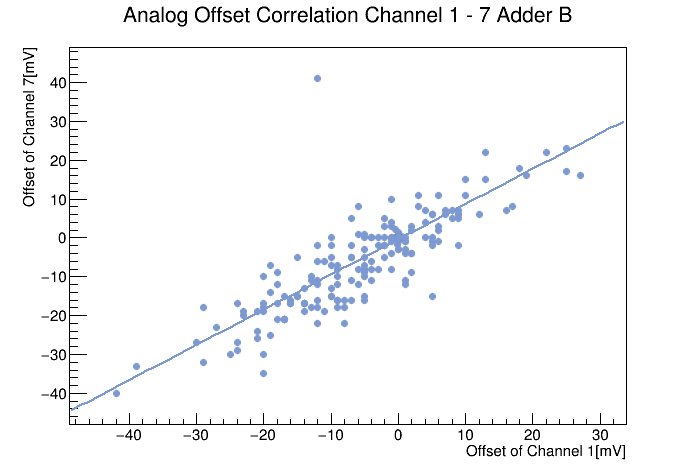 Analog Offset Correlation Channel 1 - 7 Adder B
Offset of Channel 7[mV]
40
30
20
10
0
−10
−20
−30
−40
−40 −30 −20 −10 0 10 20 30
Offset of Channel 1[mV]